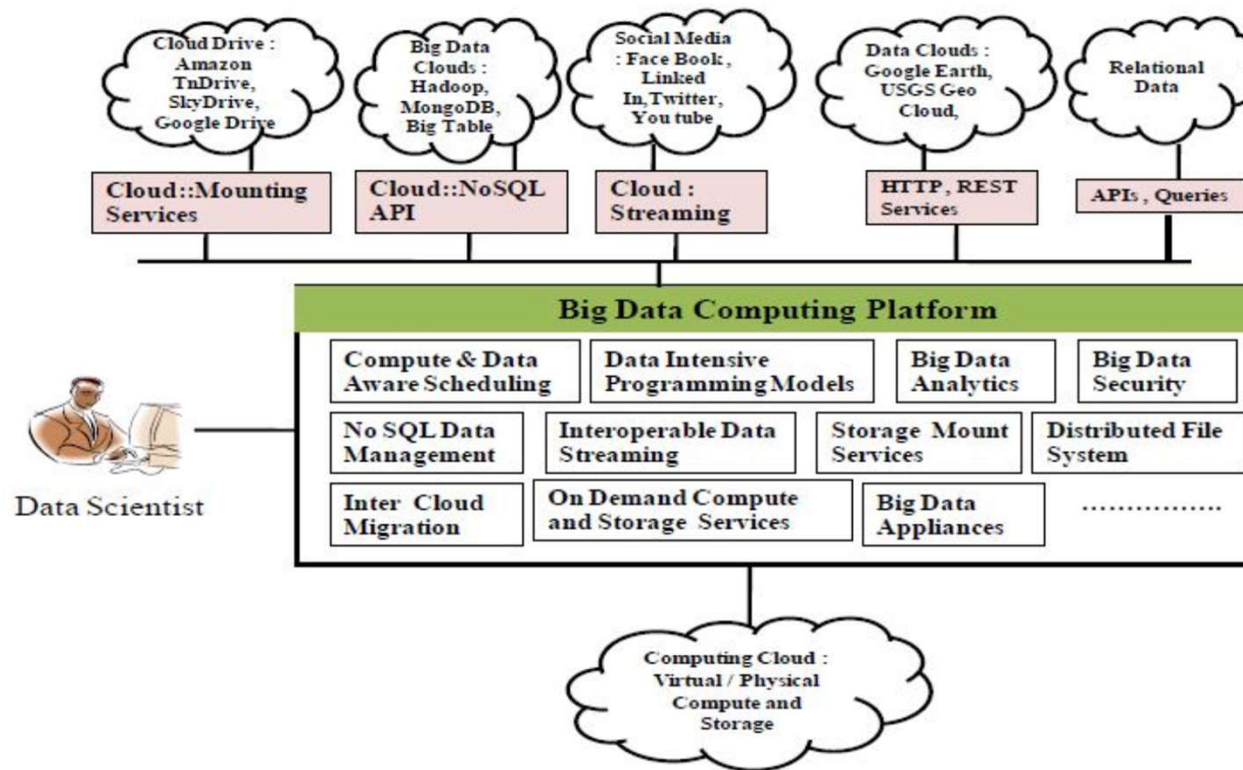 Cloud Drive :
Amazon
TnDrive,
SkyDrive,
Google Drive
Big Data
Clouds :
Hadoop,
MongoDB,
Big Table
Social Media
: Face Book ,
Linked
In,Twitter,
You tube
Data Clouds :
Google Earth,
USGS Geo
Cloud,
Relational
Data
Cloud::Mounting
Services
Cloud::NoSQL
API
Cloud :
Streaming
HTTP , REST
Services
APIs , Queries
Big Data Computing Platform
Compute & Data
Aware Scheduling
Data Intensive
Programming Models
Big Data
Analytics
Big Data
Security
No SQL Data
Management
Interoperable Data
Streaming
Storage Mount
Services
Distributed File
System
Inter Cloud
Migration
On Demand Compute
and Storage Services
Big Data
Appliances
................
Data Scientist
Computing Cloud :
Virtual / Physical
Compute and
Storage